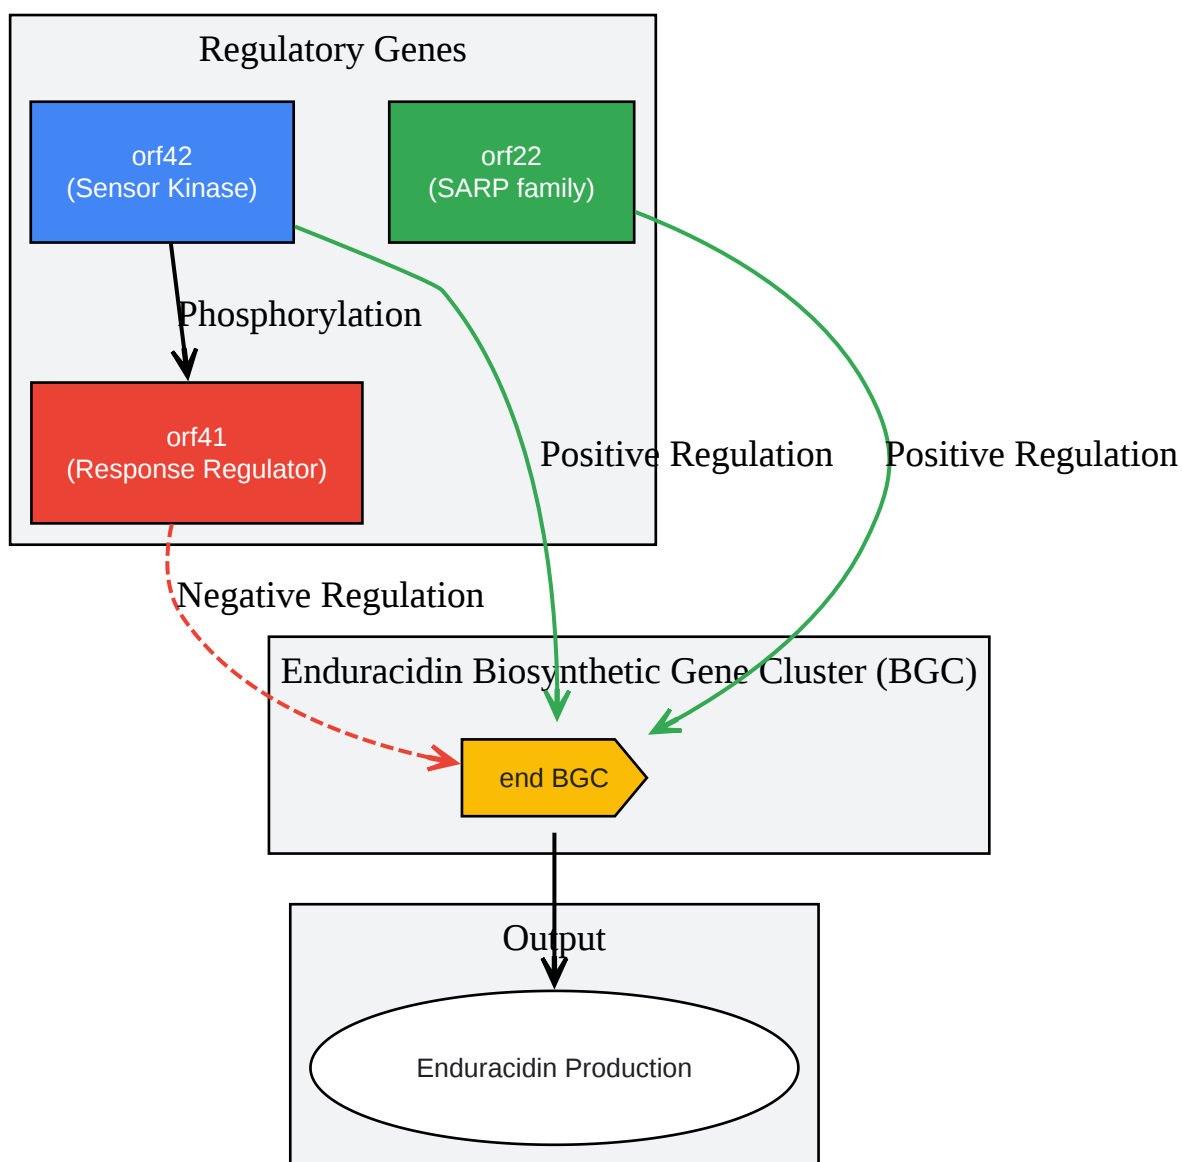 Regulatory Genes
orf42
(Sensor Kinase)
orf22
(SARP family)
Phosphorylation
orf41
(Response Regulator)
Positive Regulation
Positive Regulation
Negative Regulation
Enduracidin Biosynthetic Gene Cluster (BGC)
end BGC
Output
Enduracidin Production